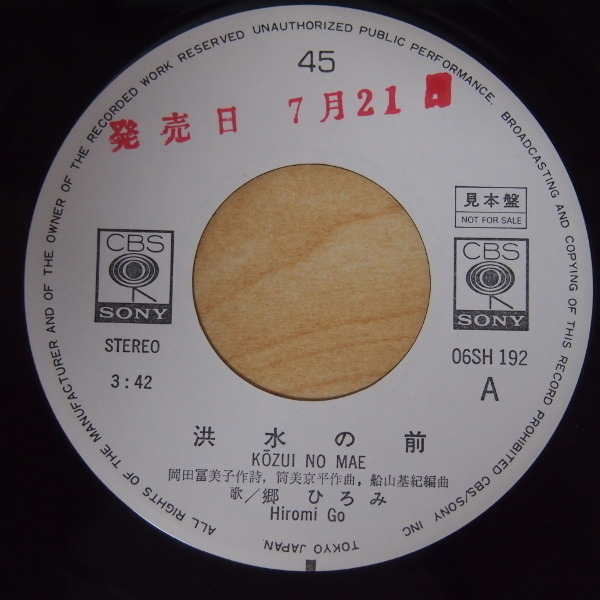 ALL RIGHTS OF THE MANUFACTURER AND OF THE OWNER OF THE RECORDED WORK RESERVED UNAUTHORIZED PUBLIC PERFORMANCE. BROADCASTING AND COPYING OF THIS RECORD PROHIBITED CBS/SONY INC
TOKYO JAPAN
45
発売日 7月21日
見本盤
NOT FOR SALE
CBS
SONY
CBS
SONY
STEREO
06SH 192
3:42
A
洪水の前
KŌZUI NO MAE
岡田冨美子作詩, 筒美京平作曲, 船山基紀編曲
歌/郷 ひろみ
Hiromi Go